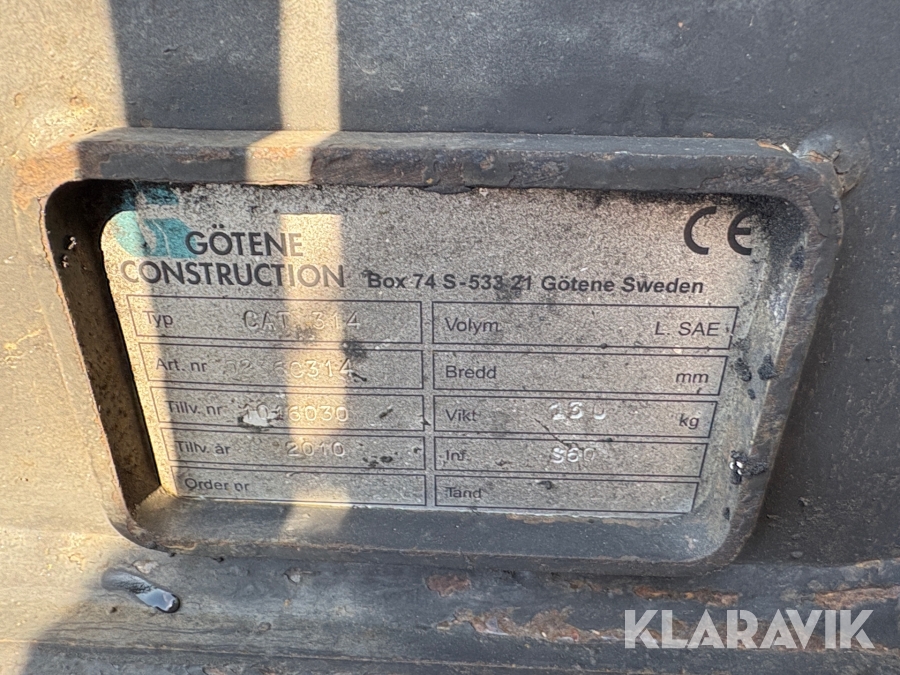 GÖTENE
CONSTRUCTION Box 74 S-533 21 Götene Sweden
CE
Typ CAT 314
Volym L. SAE
Art.nr
Bredd mm
Tillv. nr
Vikt kg
Tillv. år 2010
Inf. S60
Order nr
Tand
KLARAVIK